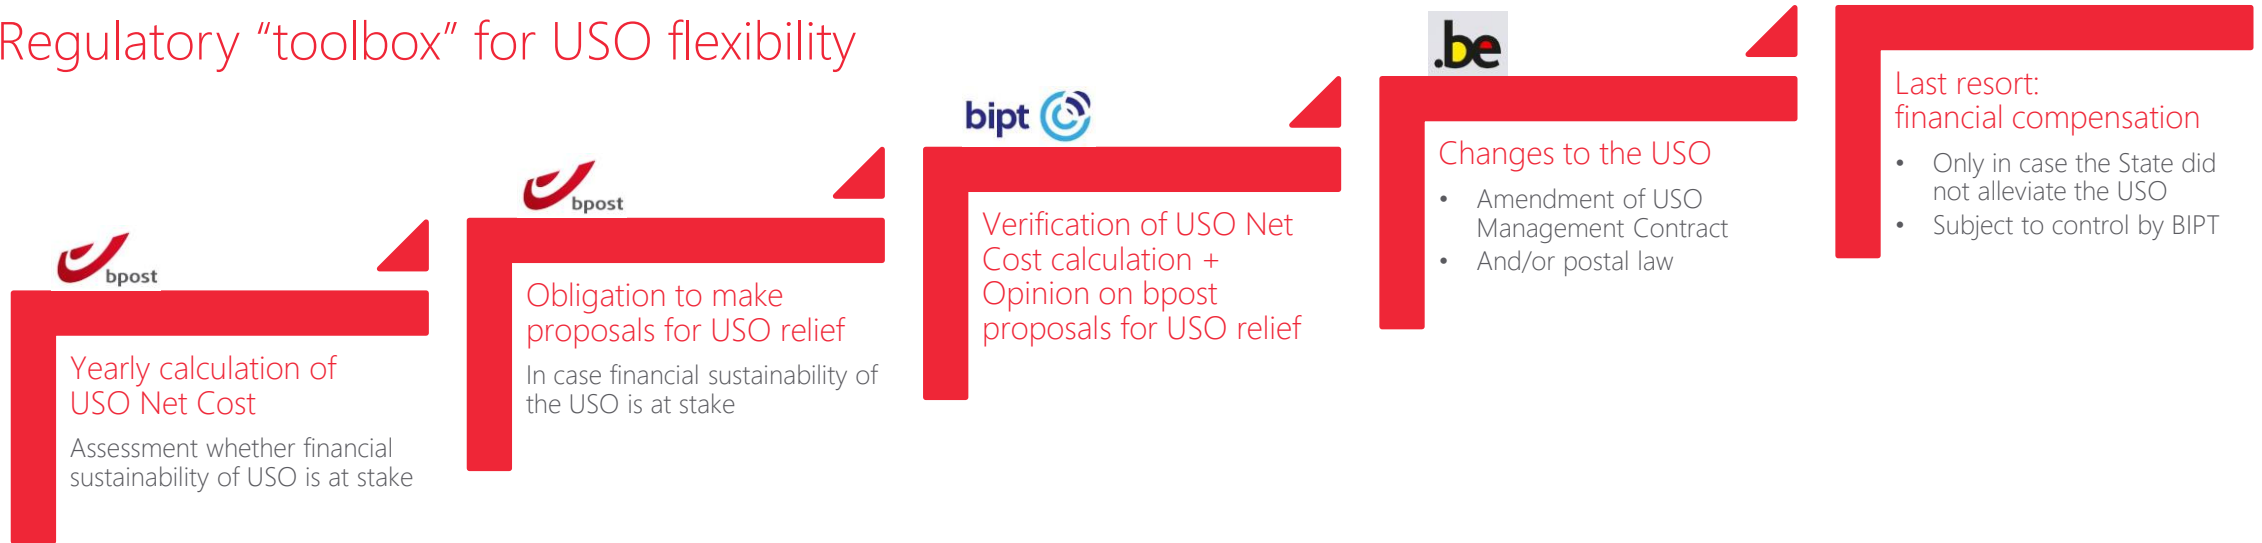 Regulatory “toolbox” for USO flexibility
bpost
Yearly calculation of
USO Net Cost
Assessment whether financial
sustainability of USO is at stake
bpost
Obligation to make
proposals for USO relief
In case financial sustainability of
the USO is at stake
bipt
Verification of USO Net
Cost calculation +
Opinion on bpost
proposals for USO relief
.be
Changes to the USO
• Amendment of USO
Management Contract
• And/or postal law
Last resort:
financial compensation
• Only in case the State did
not alleviate the USO
• Subject to control by BIPT